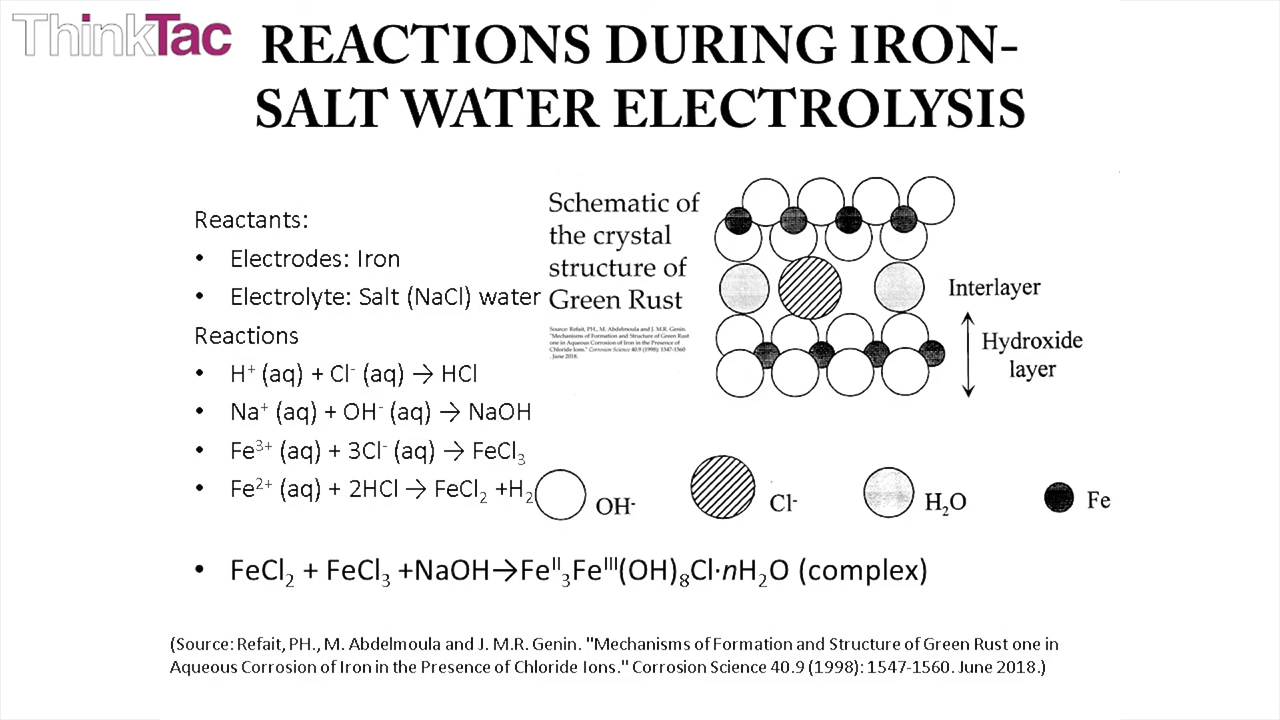 ThinkTac
REACTIONS DURING IRON-
SALT WATER ELECTROLYSIS
Reactants:
• Electrodes: Iron
• Electrolyte: Salt (NaCl) water
Reactions
• H⁺ (aq) + Cl⁻ (aq) → HCl
• Na⁺ (aq) + OH⁻ (aq) → NaOH
• Fe³⁺ (aq) + 3Cl⁻ (aq) → FeCl₃
• Fe²⁺ (aq) + 2HCl → FeCl₂ +H₂
Schematic of
the crystal
structure of
Green Rust
Source: Refait, PH., M. Abdelmoula and J. M.R. Genin.
"Mechanisms of Formation and Structure of Green Rust
one in Aqueous Corrosion of Iron in the Presence of
Chloride Ions." Corrosion Science 40.9 (1998): 1547-1560
. June 2018.
Interlayer
Hydroxide
layer
OH-
Cl-
H₂O
Fe
• FeCl₂ + FeCl₃ +NaOH→Feᴵᴵ₃Feᴵᴵᴵ(OH)₈Cl·nH₂O (complex)
(Source: Refait, PH., M. Abdelmoula and J. M.R. Genin. "Mechanisms of Formation and Structure of Green Rust one in
Aqueous Corrosion of Iron in the Presence of Chloride Ions." Corrosion Science 40.9 (1998): 1547-1560. June 2018.)